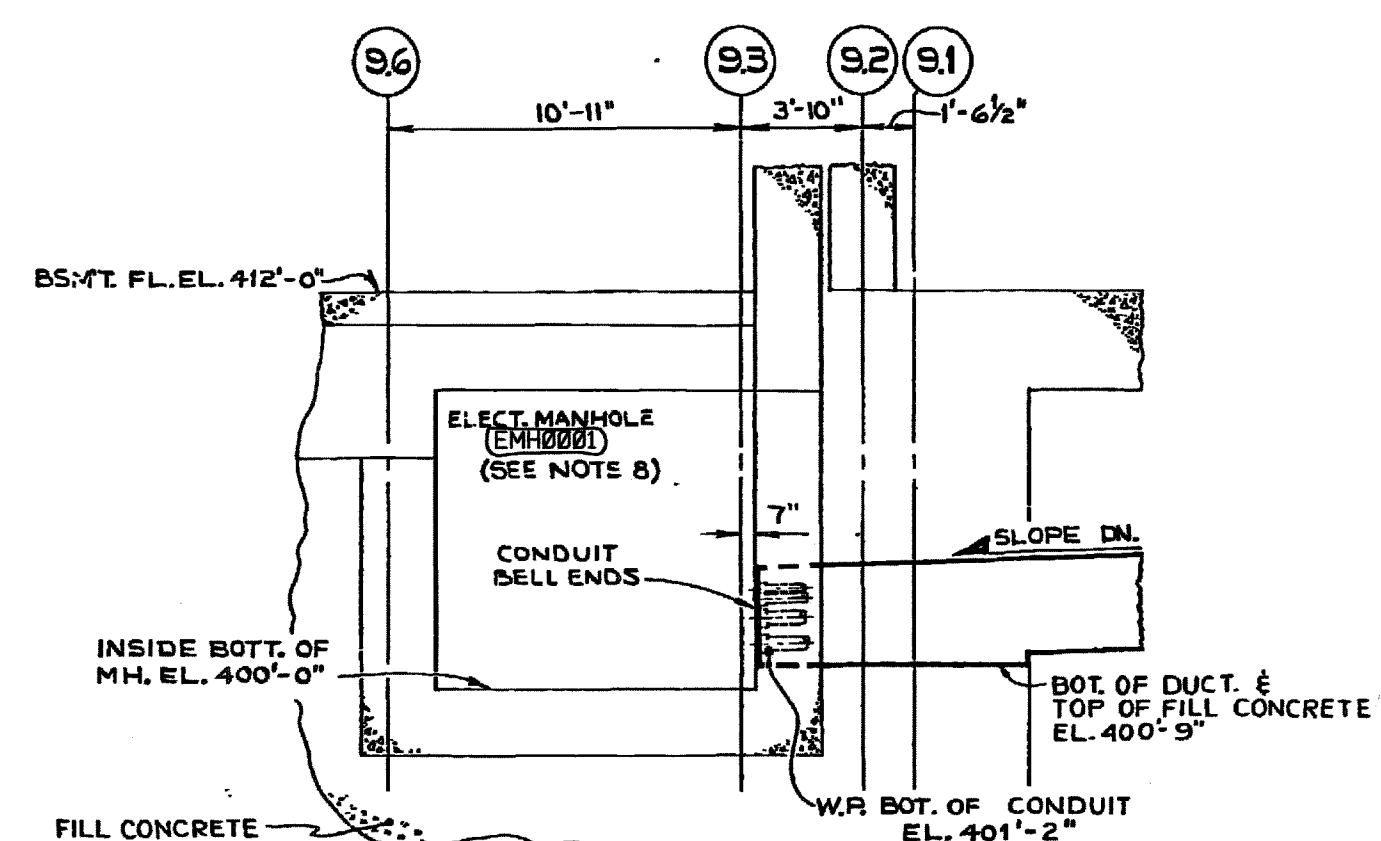 9.6 9.3 9.2 9.1
10'-11" 3'-10" 1'-6½"
BSMT. FL. EL. 412'-0"
ELECT. MANHOLE
EMH0001
(SEE NOTE 8)
7"
SLOPE DN.
CONDUIT
BELL ENDS
INSIDE BOTT. OF
MH. EL. 400'-0"
BOT. OF DUCT. &
TOP OF FILL CONCRETE
EL. 400'-9"
W.P. BOT. OF CONDUIT
EL. 401'-2"
FILL CONCRETE